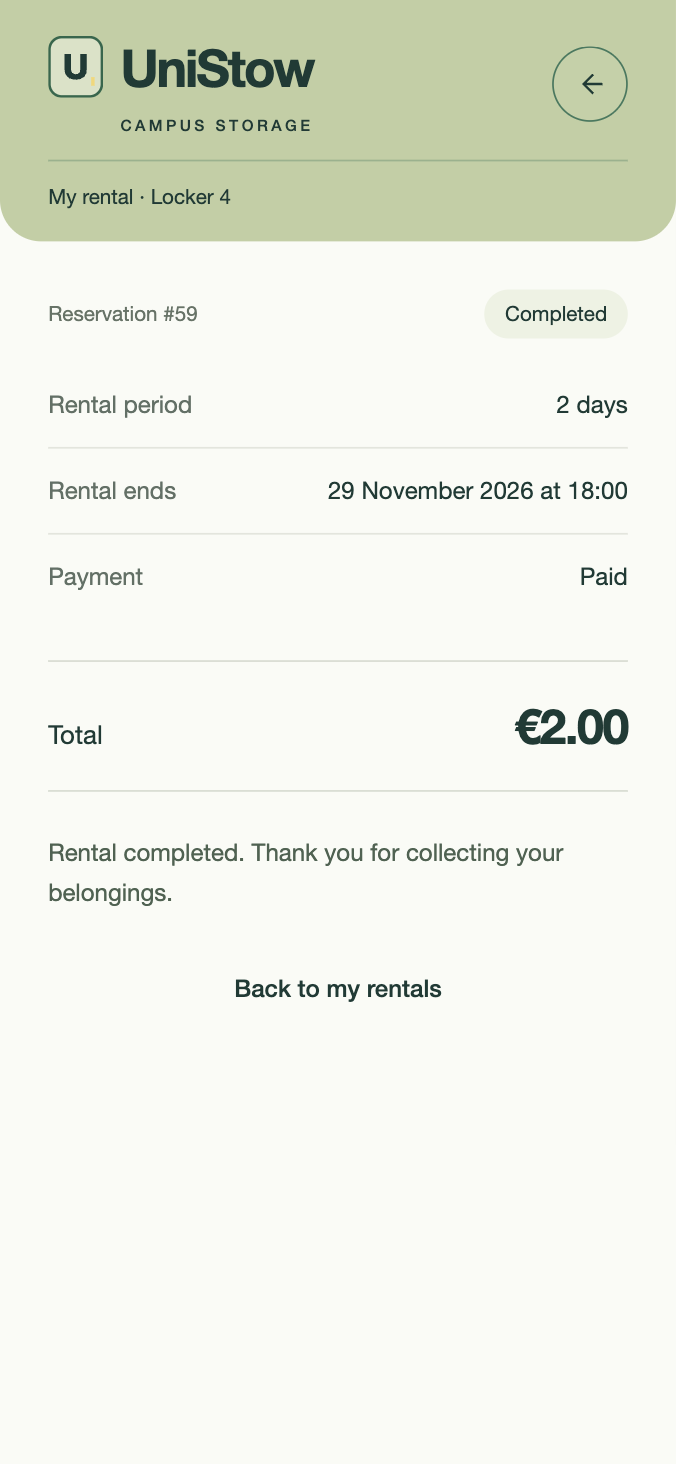 U
UniStow
CAMPUS STORAGE
My rental · Locker 4
Reservation #59
Completed
Rental period
2 days
Rental ends
29 November 2026 at 18:00
Payment
Paid
Total
€2.00
Rental completed. Thank you for collecting your
belongings.
Back to my rentals